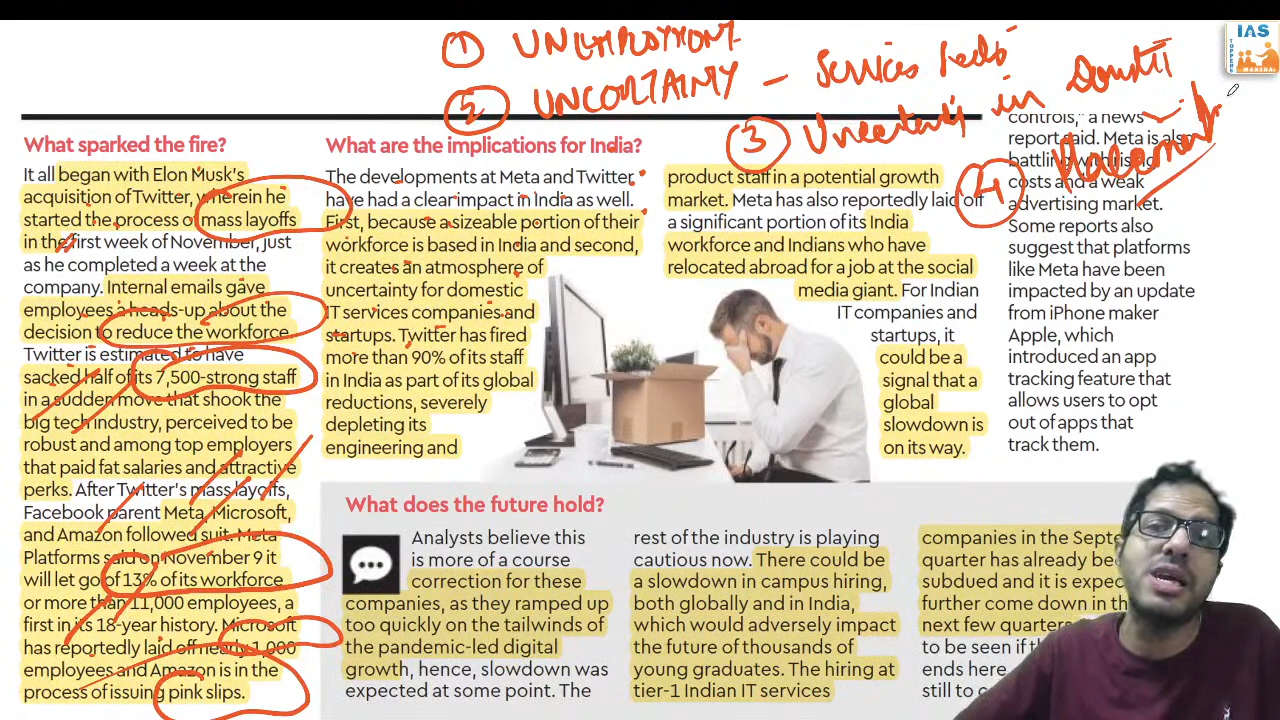 ① UNEMPLOYMENT
② UNCERTAINTY – Services Sector
③ Uncertainty in Domestic
④ Placement
IAS
TOPPERS
MAKERA
What sparked the fire?
It all began with Elon Musk's
acquisition of Twitter, wherein he
started the process of mass layoffs
in the first week of November, just
as he completed a week at the
company. Internal emails gave
employees a heads-up about the
decision to reduce the workforce.
Twitter is estimated to have
sacked half of its 7,500-strong staff
in a sudden move that shook the
big tech industry, perceived to be
robust and among top employers
that paid fat salaries and attractive
perks. After Twitter's mass layoffs,
Facebook parent Meta, Microsoft,
and Amazon followed suit. Meta
Platforms said on November 9 it
will let go of 13% of its workforce
or more than 11,000 employees, a
first in its 18-year history. Microsoft
has reportedly laid off nearly 1,000
employees and Amazon is in the
process of issuing pink slips.
What are the implications for India?
The developments at Meta and Twitter
have had a clear impact in India as well.
First, because a sizeable portion of their
workforce is based in India and second,
it creates an atmosphere of
uncertainty for domestic
IT services companies and
startups. Twitter has fired
more than 90% of its staff
in India as part of its global
reductions, severely
depleting its
engineering and
product staff in a potential growth
market. Meta has also reportedly laid off
a significant portion of its India
workforce and Indians who have
relocated abroad for a job at the social
media giant. For Indian
IT companies and
startups, it
could be a
signal that a
global
slowdown is
on its way.
controls," a news
report said. Meta is also
battling with rising
costs and a weak
advertising market.
Some reports also
suggest that platforms
like Meta have been
impacted by an update
from iPhone maker
Apple, which
introduced an app
tracking feature that
allows users to opt
out of apps that
track them.
What does the future hold?
Analysts believe this
is more of a course
correction for these
companies, as they ramped up
too quickly on the tailwinds of
the pandemic-led digital
growth, hence, slowdown was
expected at some point. The
rest of the industry is playing
cautious now. There could be
a slowdown in campus hiring,
both globally and in India,
which would adversely impact
the future of thousands of
young graduates. The hiring at
tier-1 Indian IT services
companies in the Septe
quarter has already be
subdued and it is expec
further come down in th
next few quarters
to be seen if th
ends here
still to c